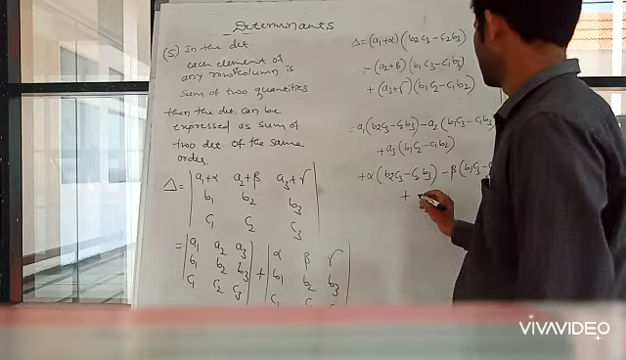 Determinants
(5) In the det
each element of
any row/column is
sum of two quantities
then the det. can be
expressed as sum of
two det. of the same
order.
Δ = | a₁+α a₂+β a₃+γ |
| b₁ b₂ b₃ |
| c₁ c₂ c₃ |
= | a₁ a₂ a₃ | + | α β γ |
| b₁ b₂ b₃ | | b₁ b₂ b₃ |
| c₁ c₂ c₃ |
Δ = (a₁+α)(b₂c₃ - c₂b₃)
- (a₂+β)(b₁c₃ - c₁b₃)
+ (a₃+γ)(b₁c₂ - c₁b₂)
= a₁(b₂c₃ - c₂b₃) - a₂(b₁c₃ - c₁b₃
+ a₃(b₁c₂ - c₁b₂)
+ α(b₂c₃ - c₂b₃) - β(b₁c₃ -
+
VIVAVIDEO